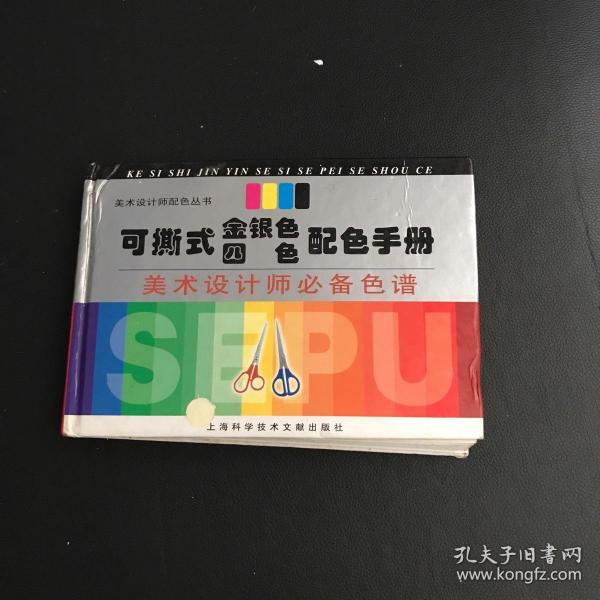 KE SI SHI JIN YIN SE SI SE PEI SE SHOU CE
美术设计师配色丛书
可撕式金银色四色配色手册
美术设计师必备色谱
SEPU
上海科学技术文献出版社
孔夫子旧书网
www.kongfz.com